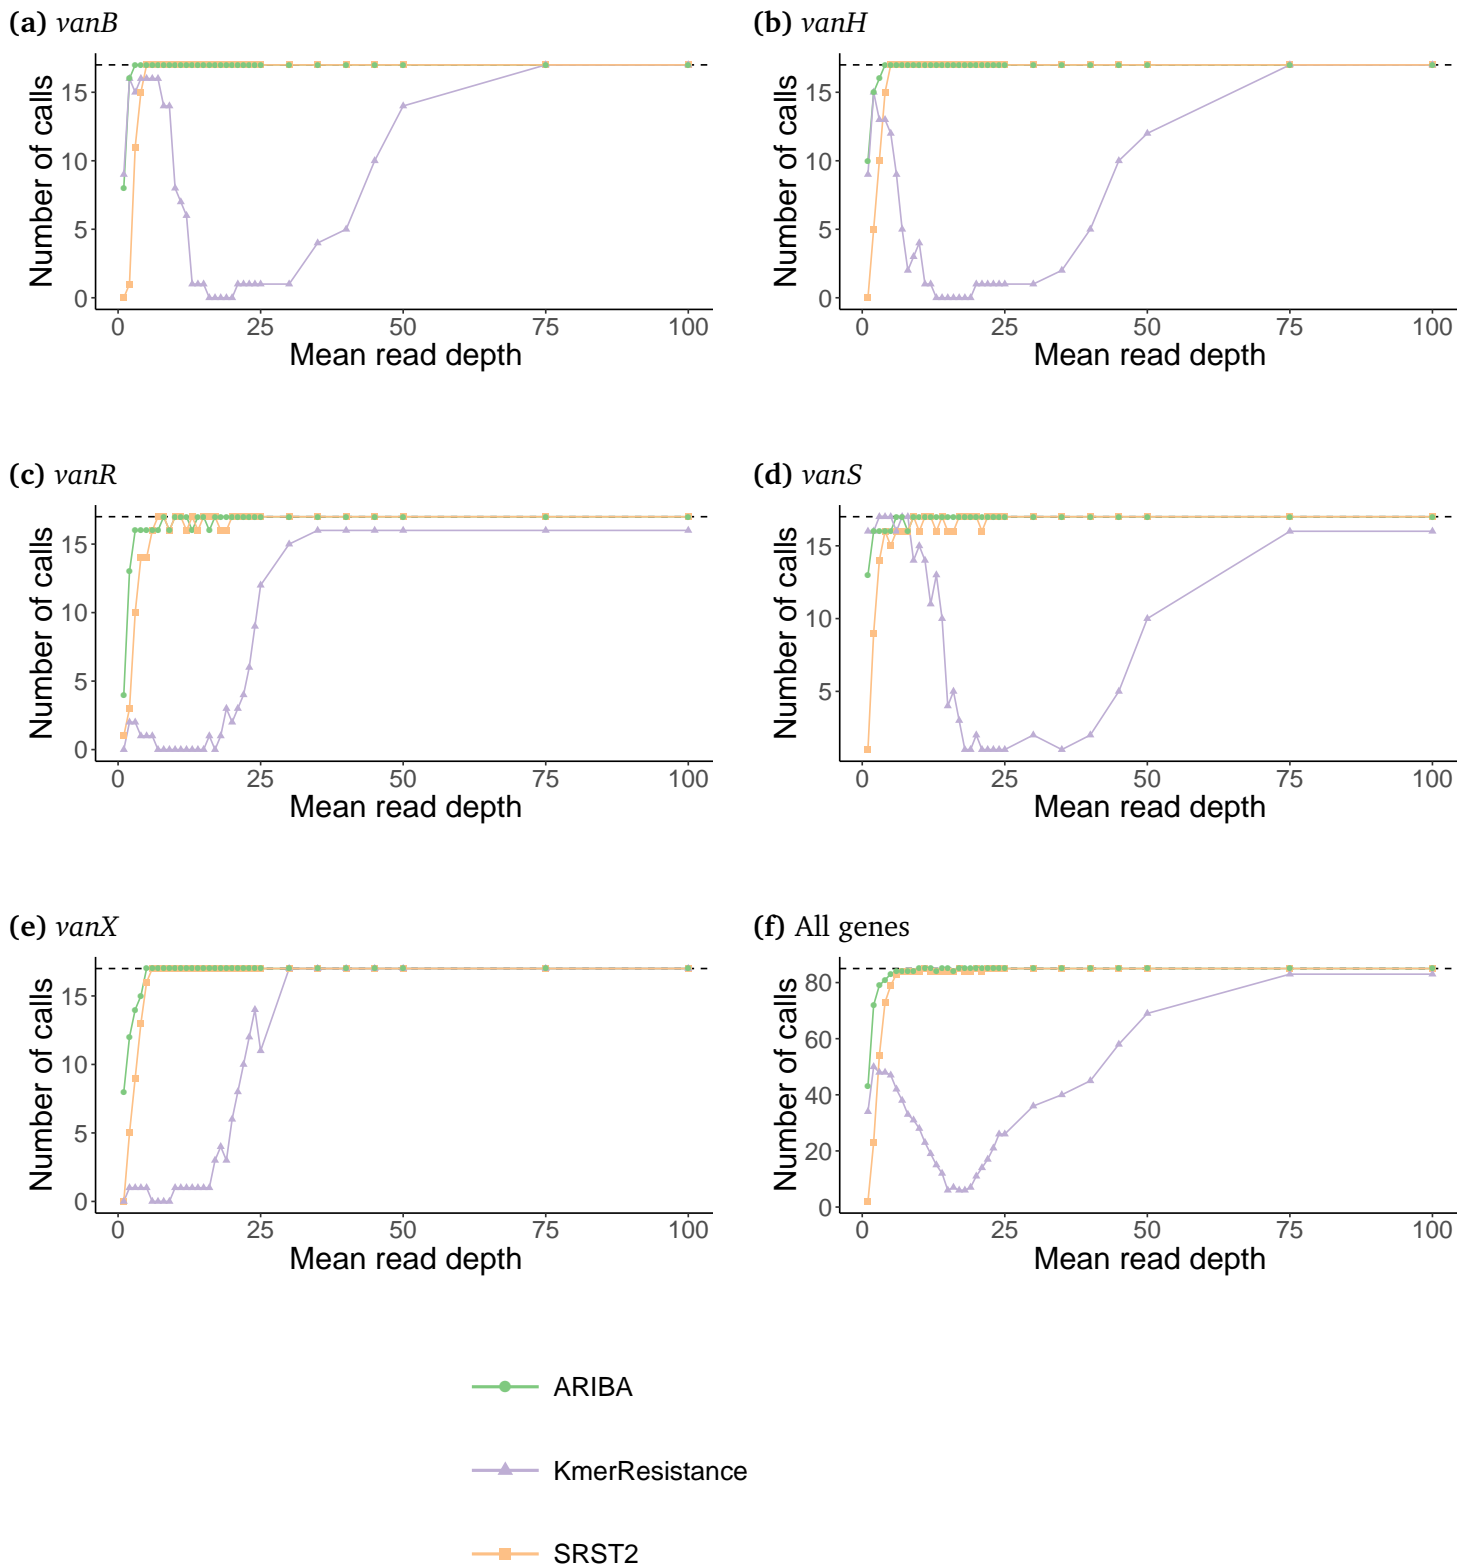 (a) vanB
Number of calls
15
10
5
0
0 25 50 75 100
Mean read depth
(b) vanH
Number of calls
15
10
5
0
0 25 50 75 100
Mean read depth
(c) vanR
Number of calls
15
10
5
0
0 25 50 75 100
Mean read depth
(d) vanS
Number of calls
15
10
5
0 25 50 75 100
Mean read depth
(e) vanX
Number of calls
15
10
5
0
0 25 50 75 100
Mean read depth
(f) All genes
Number of calls
80
60
40
20
0
0 25 50 75 100
Mean read depth
ARIBA
KmerResistance
SRST2